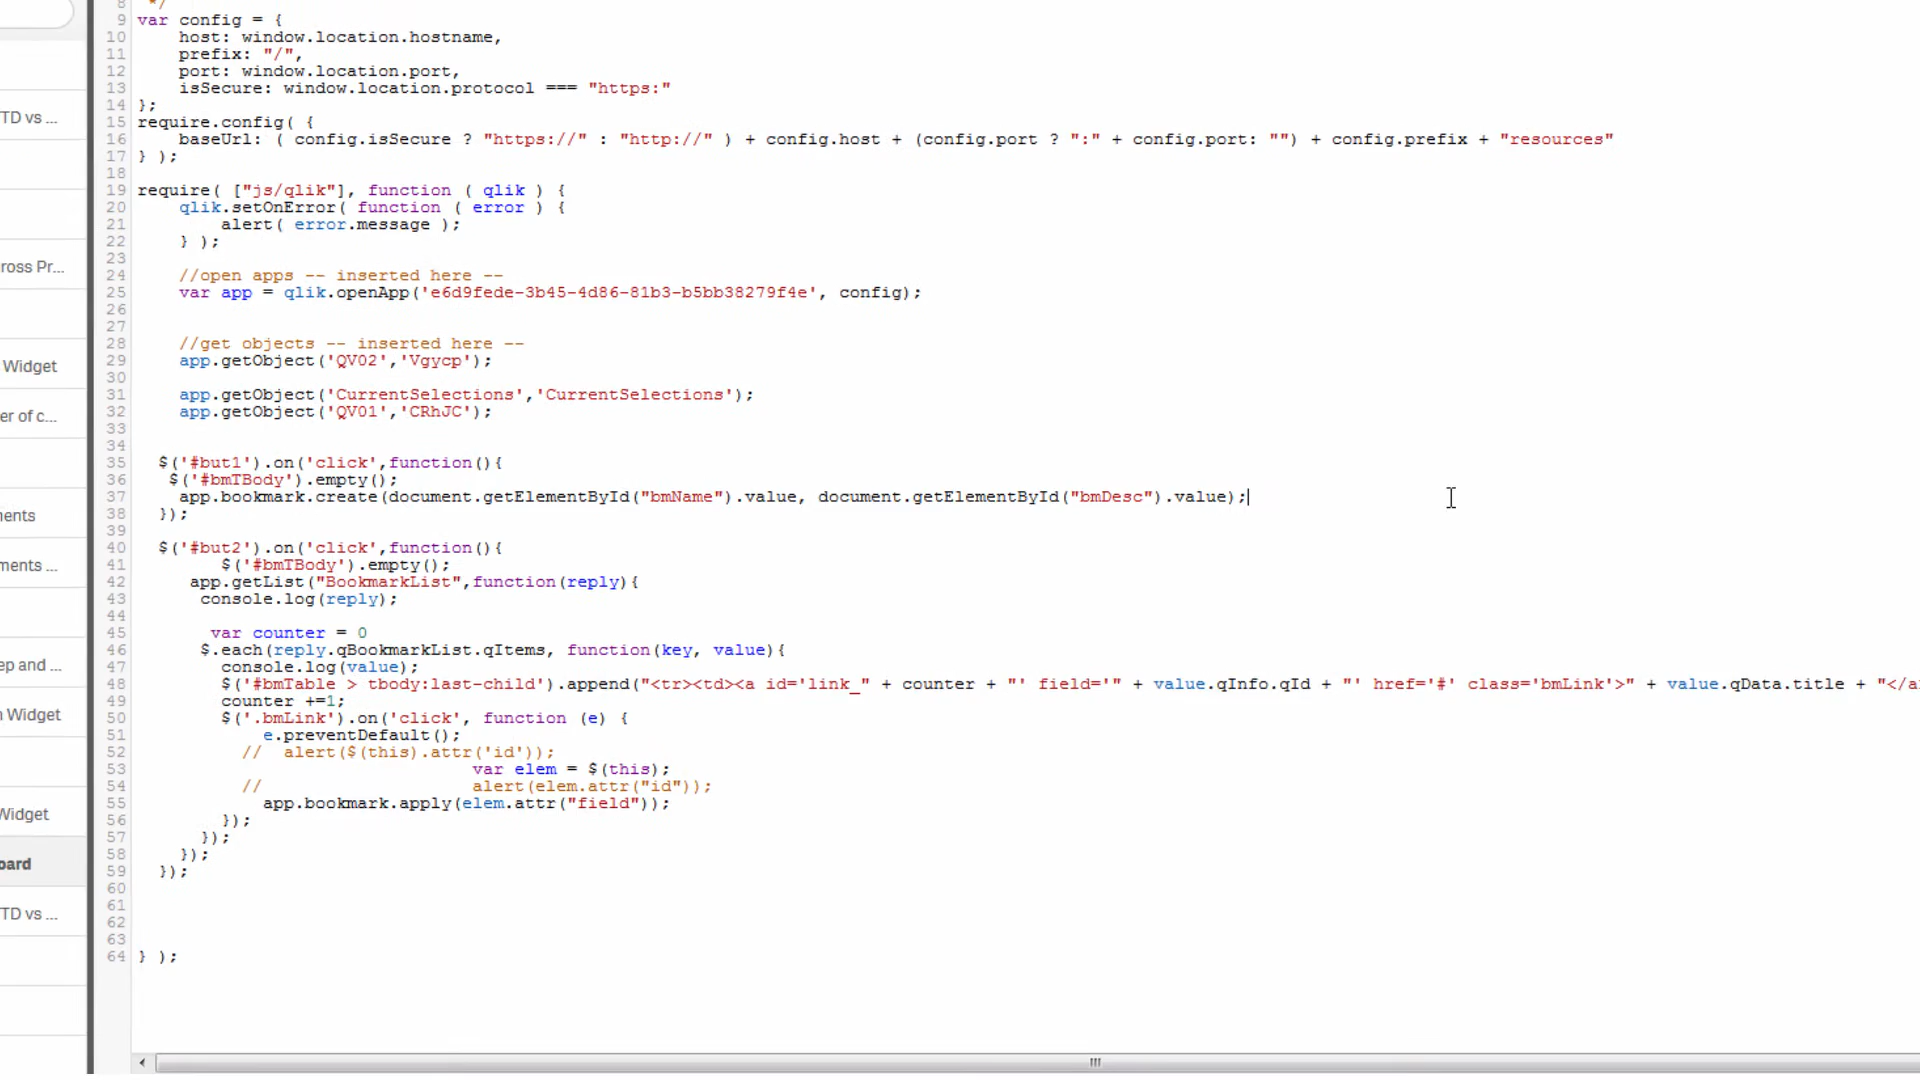 8 */
9 var config = {
10 host: window.location.hostname,
11 prefix: "/",
12 port: window.location.port,
13 isSecure: window.location.protocol === "https:"
14 };
15 require.config( {
16 baseUrl: ( config.isSecure ? "https://" : "http://" ) + config.host + (config.port ? ":" + config.port: "") + config.prefix + "resources"
17 } );
18
19 require( ["js/qlik"], function ( qlik ) {
20 qlik.setOnError( function ( error ) {
21 alert( error.message );
22 } );
23
24 //open apps -- inserted here --
25 var app = qlik.openApp('e6d9fede-3b45-4d86-81b3-b5bb38279f4e', config);
26
27
28 //get objects -- inserted here --
29 app.getObject('QV02','Vgycp');
30
31 app.getObject('CurrentSelections','CurrentSelections');
32 app.getObject('QV01','CRhJC');
33
34
35 $('#but1').on('click',function(){
36 $('#bmTBody').empty();
37 app.bookmark.create(document.getElementById("bmName").value, document.getElementById("bmDesc").value);
38 });
39
40 $('#but2').on('click',function(){
41 $('#bmTBody').empty();
42 app.getList("BookmarkList",function(reply){
43 console.log(reply);
44
45 var counter = 0
46 $.each(reply.qBookmarkList.qItems, function(key, value){
47 console.log(value);
48 $('#bmTable > tbody:last-child').append("<tr><td><a id='link_" + counter + "' field='" + value.qInfo.qId + "' href='#' class='bmLink'>" + value.qData.title + "</a
49 counter +=1;
50 $('.bmLink').on('click', function (e) {
51 e.preventDefault();
52 // alert($(this).attr('id'));
53 var elem = $(this);
54 // alert(elem.attr("id"));
55 app.bookmark.apply(elem.attr("field"));
56 });
57 });
58 });
59 });
60
61
62
63
64 } );
TD vs ...
ross Pr...
Widget
er of c...
nents
ments ...
ep and ...
n Widget
Widget
oard
TD vs ...